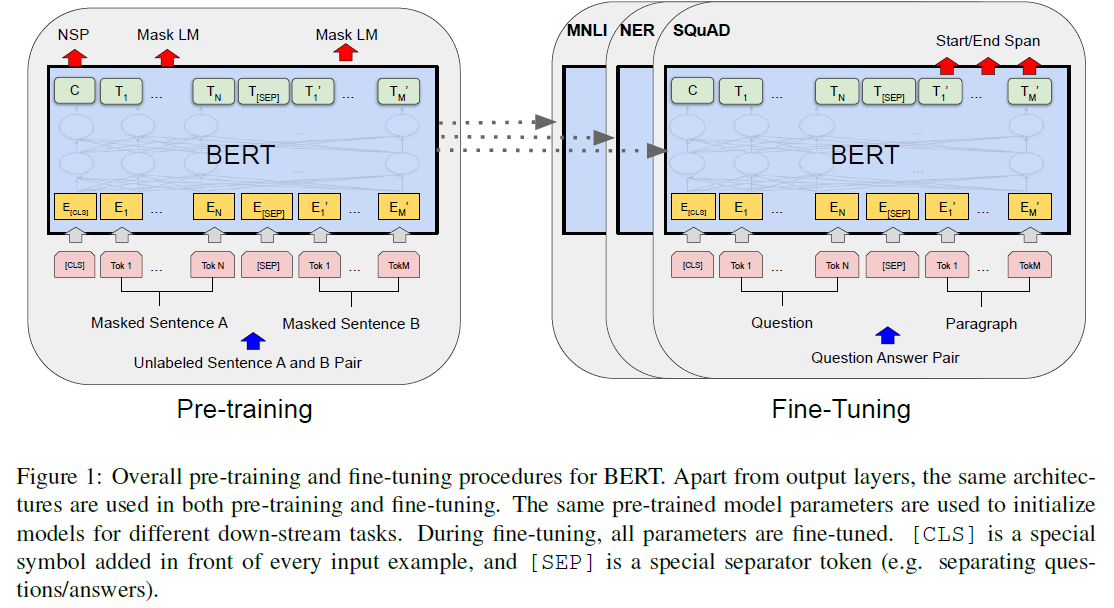 NSP Mask LM Mask LM
C T1 ... TN T[SEP] T1' ... TM'
...
BERT
...
E[CLS] E1 ... EN E[SEP] E1' ... EM'
[CLS] Tok 1 ... Tok N [SEP] Tok 1 ... TokM
Masked Sentence A Masked Sentence B
Unlabeled Sentence A and B Pair
Pre-training
MNLI NER SQuAD
Start/End Span
C T1 ... TN T[SEP] T1' ... TM'
...
BERT
...
E[CLS] E1 ... EN E[SEP] E1' ... EM'
[CLS] Tok 1 ... Tok N [SEP] Tok 1 ... TokM
Question Paragraph
Question Answer Pair
Fine-Tuning
Figure 1: Overall pre-training and fine-tuning procedures for BERT. Apart from output layers, the same architec-
tures are used in both pre-training and fine-tuning. The same pre-trained model parameters are used to initialize
models for different down-stream tasks. During fine-tuning, all parameters are fine-tuned. [CLS] is a special
symbol added in front of every input example, and [SEP] is a special separator token (e.g. separating ques-
tions/answers).